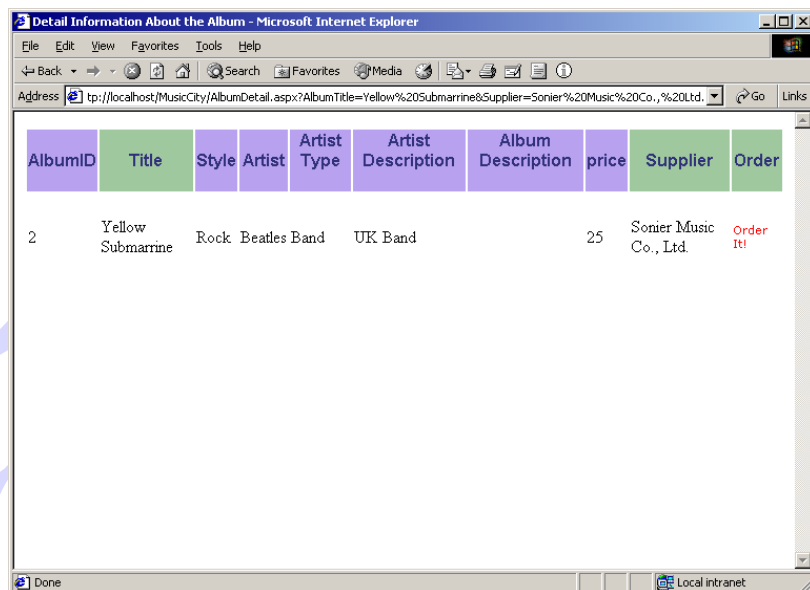 Detail Information About the Album - Microsoft Internet Explorer
File Edit View Favorites Tools Help
Back Search Favorites Media
Address tp://localhost/MusicCity/AlbumDetail.aspx?AlbumTitle=Yellow%20Submarrine&Supplier=Sonier%20Music%20Co.,%20Ltd. Go Links
AlbumID Title Style Artist Artist Type Artist Description Album Description price Supplier Order
2 Yellow Submarrine Rock Beatles Band UK Band 25 Sonier Music Co., Ltd. Order It!
Done Local intranet